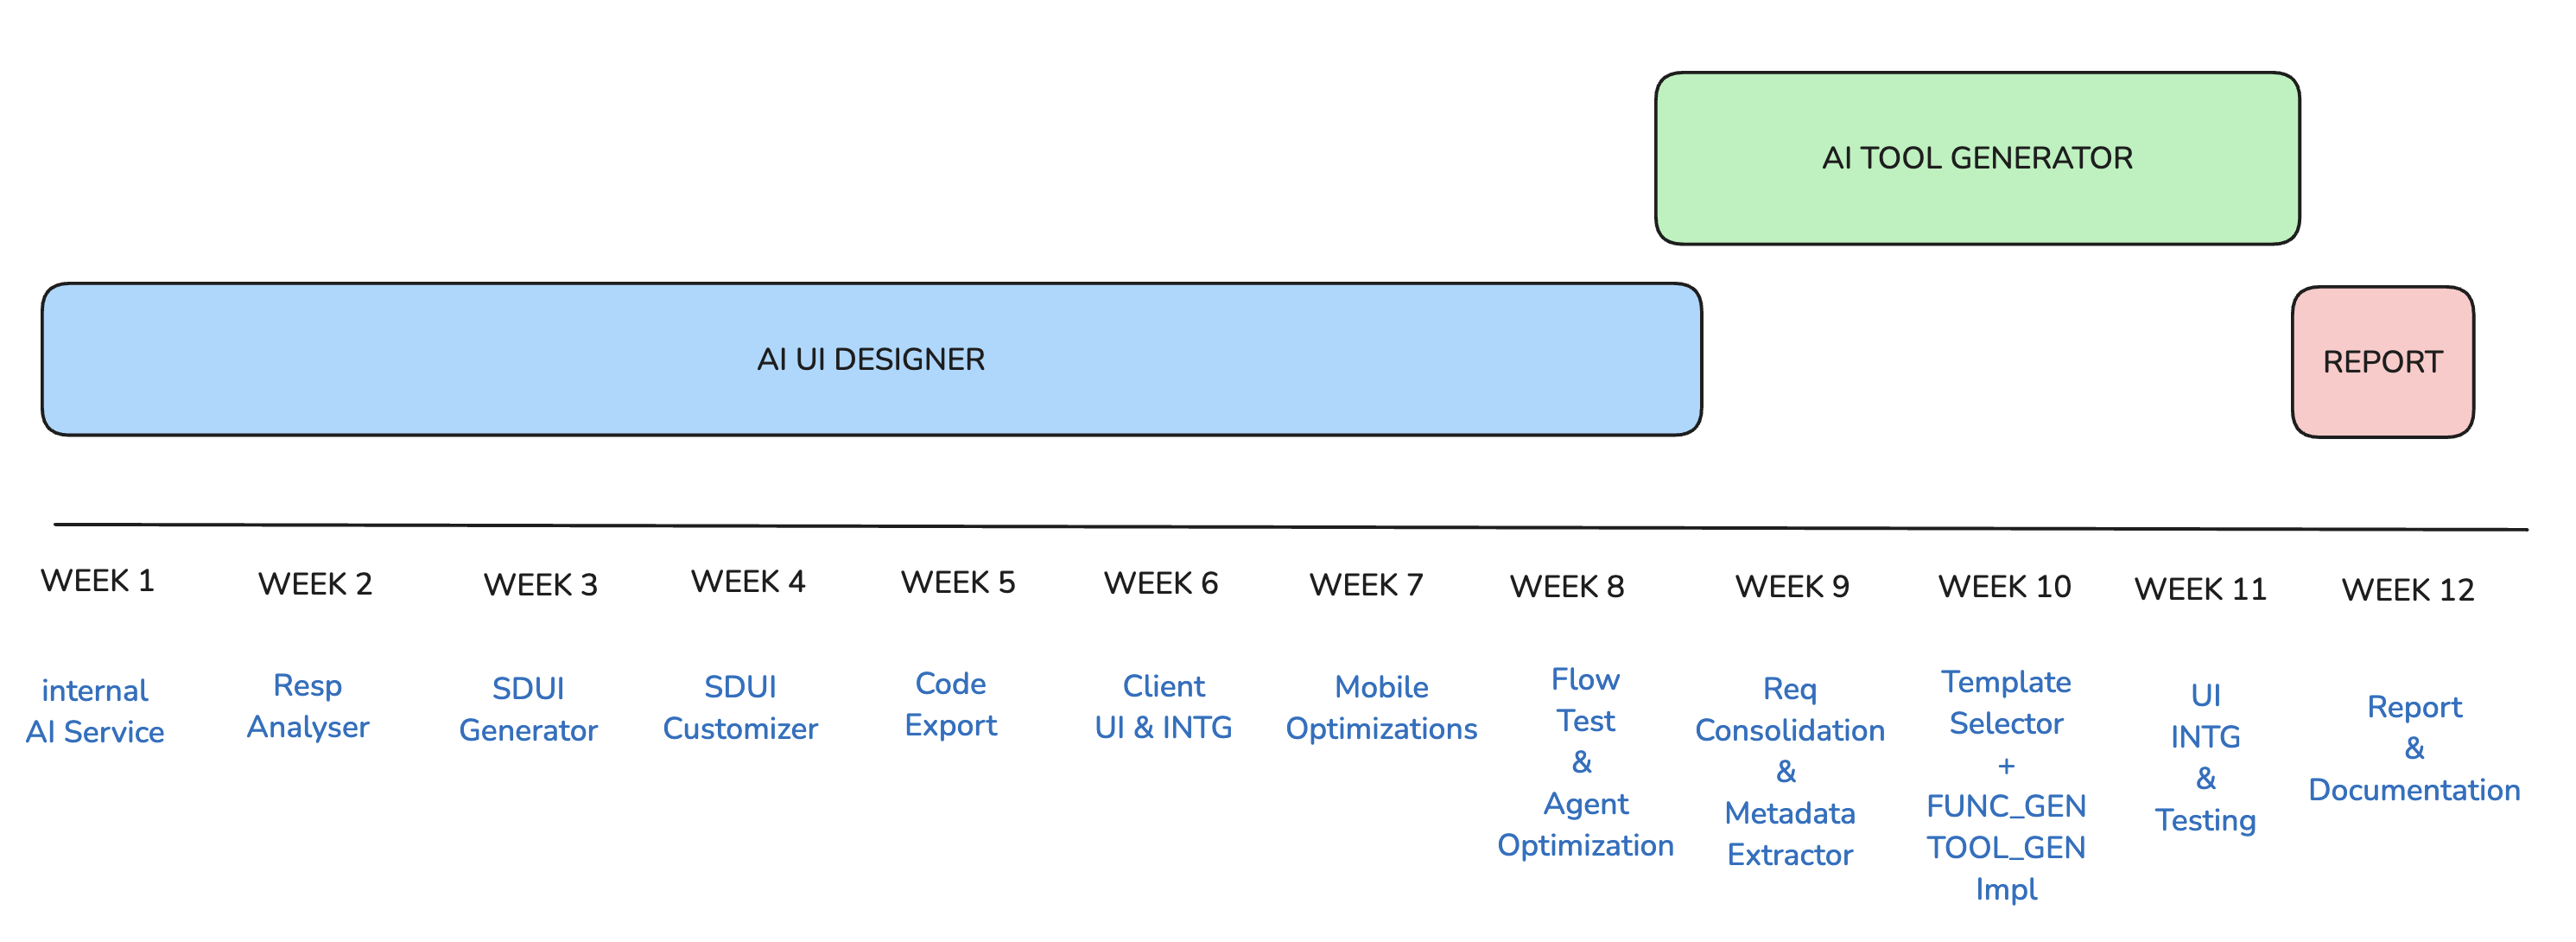 AI TOOL GENERATOR
AI UI DESIGNER
REPORT
WEEK 1
WEEK 2
WEEK 3
WEEK 4
WEEK 5
WEEK 6
WEEK 7
WEEK 8
WEEK 9
WEEK 10
WEEK 11
WEEK 12
internal
AI Service
Resp
Analyser
SDUI
Generator
SDUI
Customizer
Code
Export
Client
UI & INTG
Mobile
Optimizations
Flow
Test
&
Agent
Optimization
Req
Consolidation
&
Metadata
Extractor
Template
Selector
+
FUNC_GEN
TOOL_GEN
Impl
UI
INTG
&
Testing
Report
&
Documentation